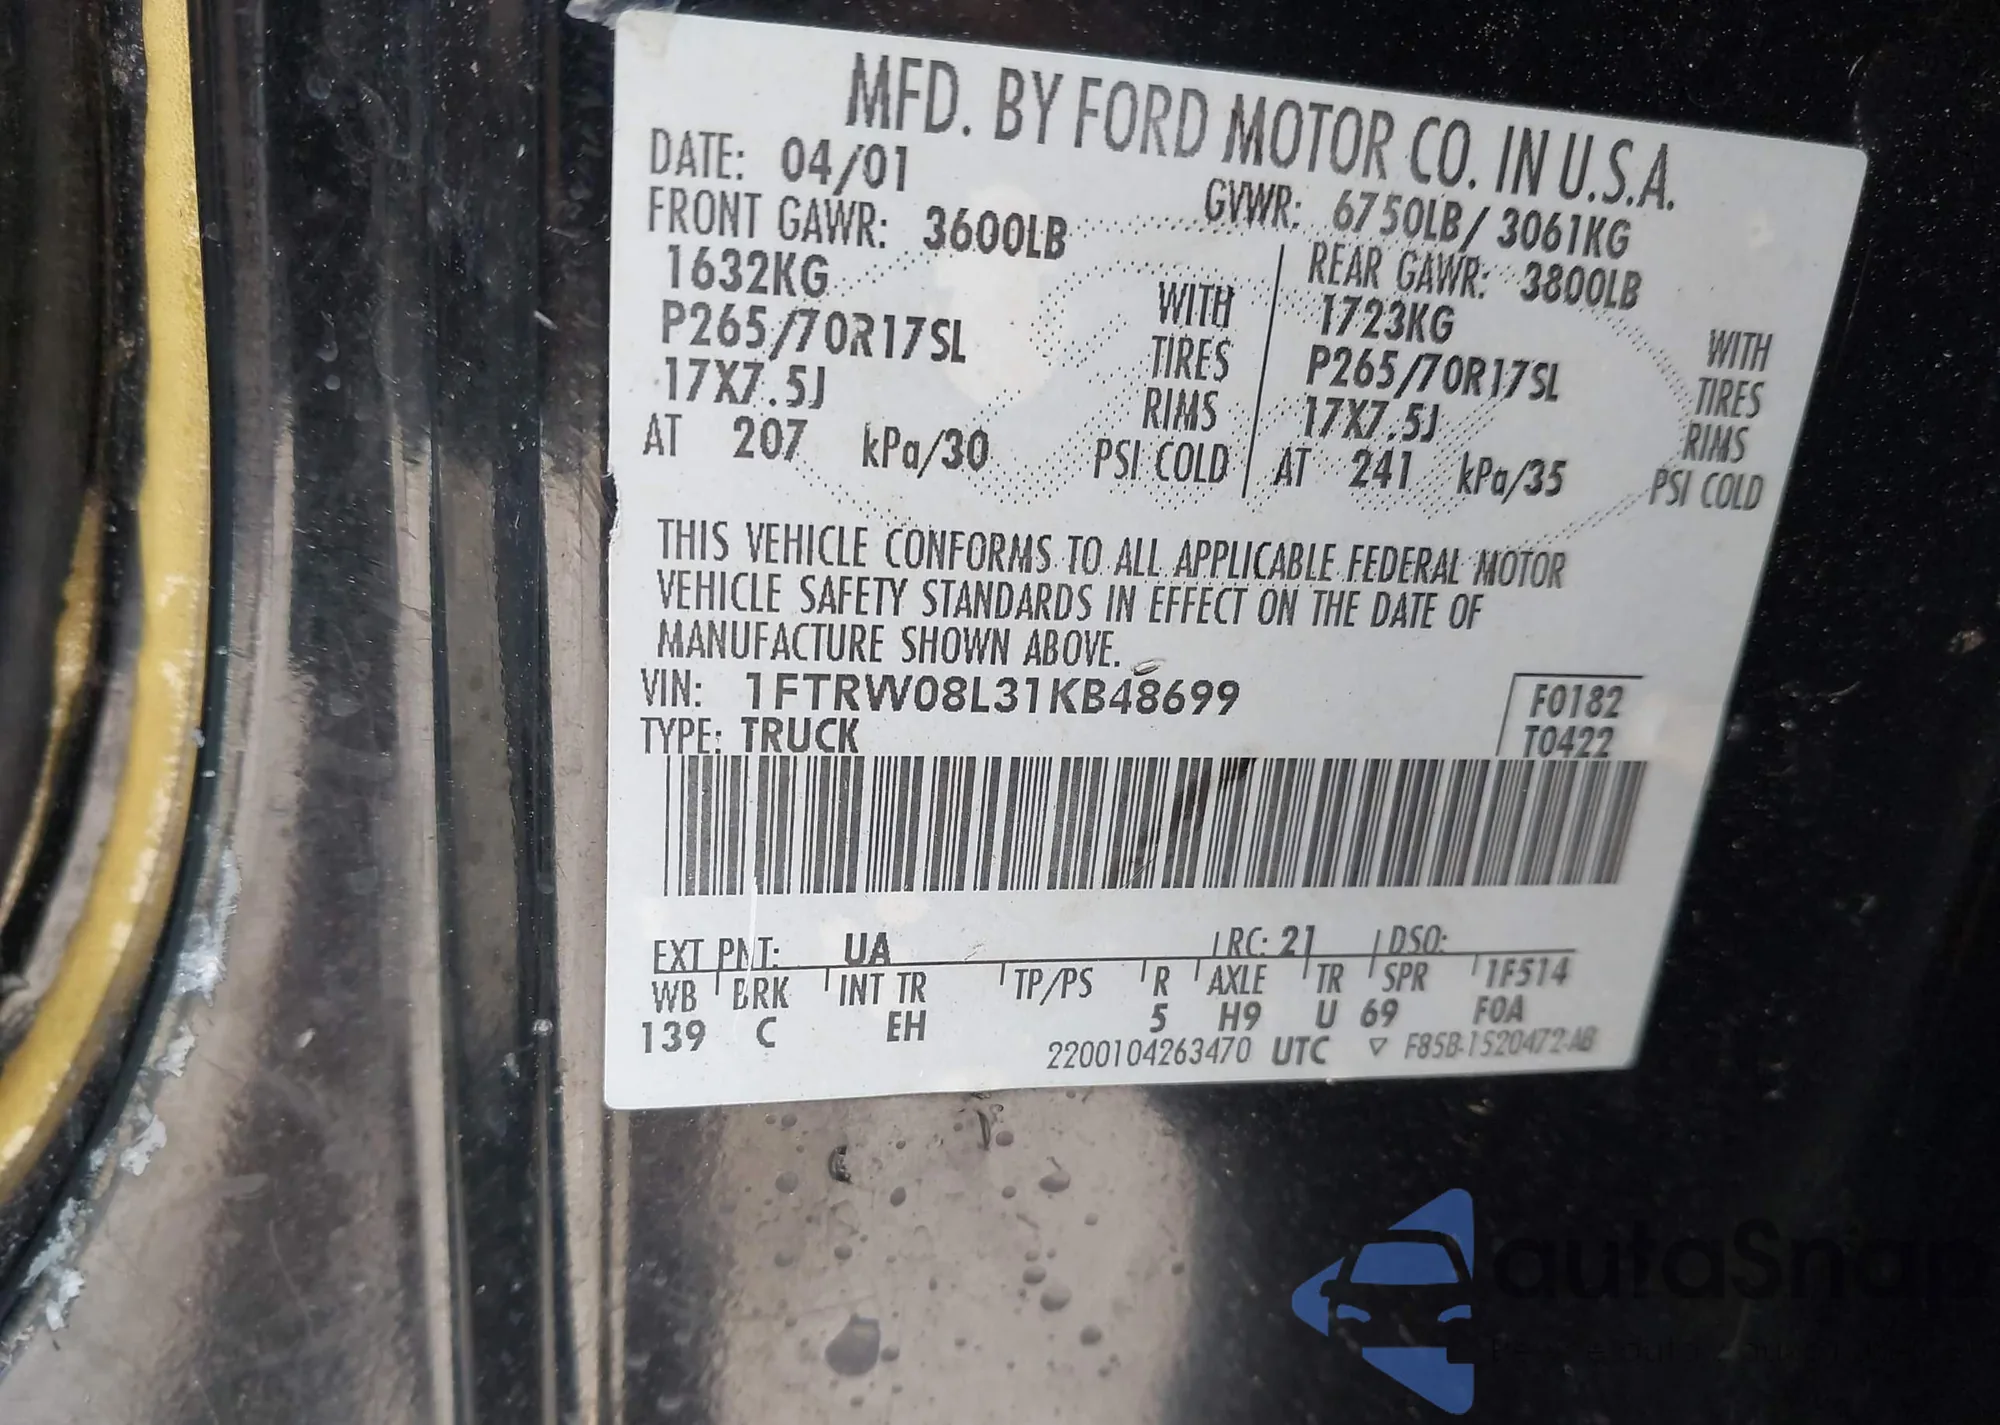 MFD. BY FORD MOTOR CO. IN U.S.A.
DATE: 04/01
GVWR: 6750LB/ 3061KG
FRONT GAWR: 3600LB
1632KG WITH
P265/70R17SL TIRES
17X7.5J RIMS
AT 207 kPa/30 PSI COLD
REAR GAWR: 3800LB
1723KG WITH
P265/70R17SL TIRES
17X7.5J RIMS
AT 241 kPa/35 PSI COLD
THIS VEHICLE CONFORMS TO ALL APPLICABLE FEDERAL MOTOR
VEHICLE SAFETY STANDARDS IN EFFECT ON THE DATE OF
MANUFACTURE SHOWN ABOVE.
VIN: 1FTRW08L31KB48699
F0182
TYPE: TRUCK
T0422
EXT PNT: UA RC: 21 DSO:
WB BRK INT TR TP/PS R AXLE TR SPR 1F514
139 C EH 5 H9 U 69 F0A
2200104263470 UTC ▽ F85B-1520472-AB
autaSnap